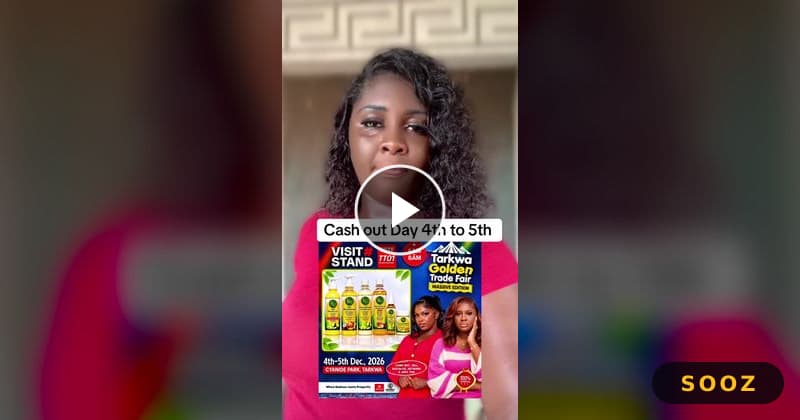 Cash out Day 4th to 5th
VISIT
STAND
TT01
6AM
Tarkwa
Golden
Trade Fair
MASSIVE EDITION
4th-5th Dec., 2026
CYANIDE PARK, TARKWA
SOOZ